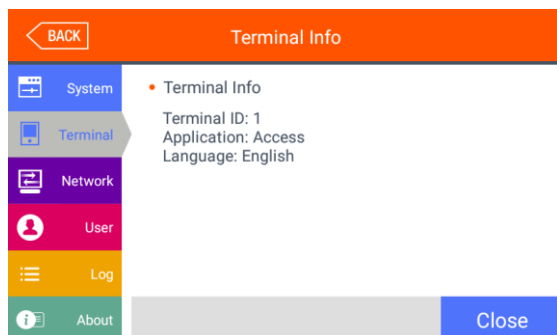 BACK
Terminal Info
System
Terminal
Network
User
Log
About
• Terminal Info
Terminal ID: 1
Application: Access
Language: English
Close